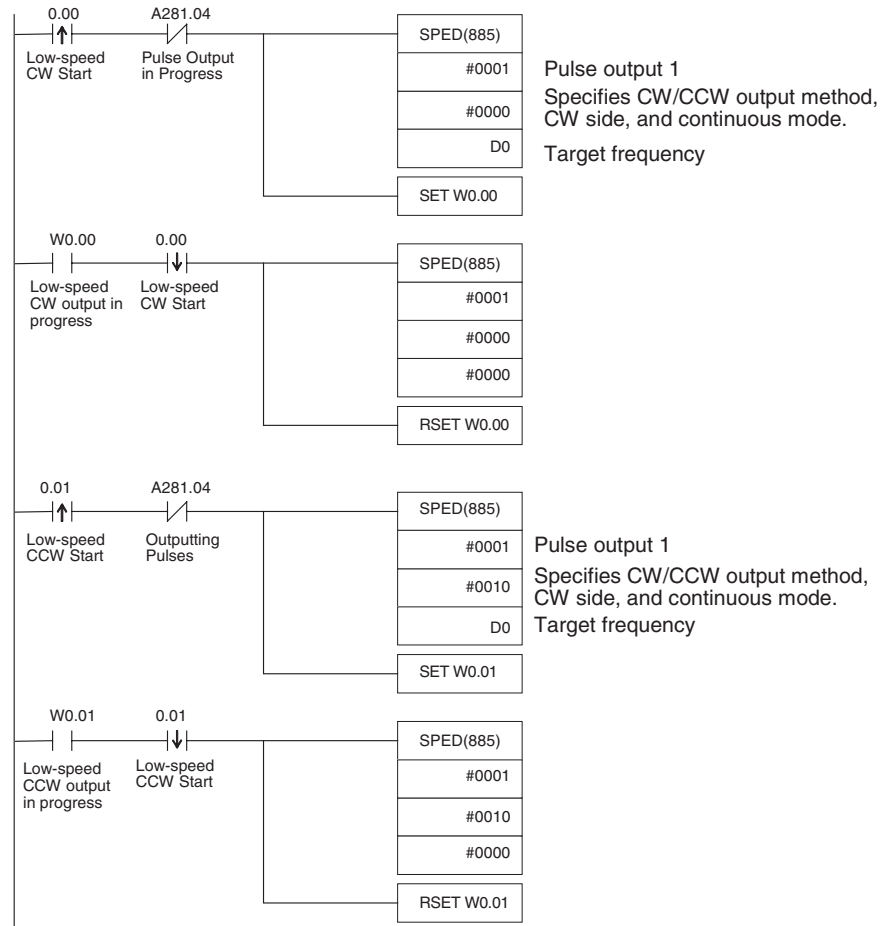 0.00
A281.04
Low-speed
CW Start
Pulse Output
in Progress
SPED(885)
#0001
Pulse output 1
#0000
Specifies CW/CCW output method,
CW side, and continuous mode.
D0
Target frequency
SET W0.00
W0.00
0.00
Low-speed
CW output in
progress
Low-speed
CW Start
SPED(885)
#0001
#0000
#0000
RSET W0.00
0.01
A281.04
Low-speed
CCW Start
Outputting
Pulses
SPED(885)
#0001
Pulse output 1
#0010
Specifies CW/CCW output method,
CW side, and continuous mode.
D0
Target frequency
SET W0.01
W0.01
0.01
Low-speed
CCW output
in progress
Low-speed
CCW Start
SPED(885)
#0001
#0010
#0000
RSET W0.01